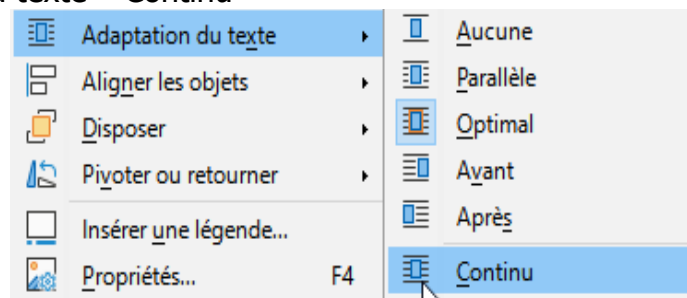 texte Continu
Adaptation du texte
Aligner les objets
Disposer
Pivoter ou retourner
Insérer une légende...
Propriétés... F4
Aucune
Parallèle
Optimal
Avant
Après
Continu